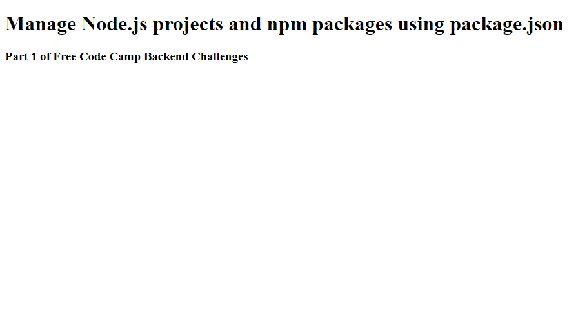 Manage Node.js projects and npm packages using package.json
Part 1 of Free Code Camp Backend Challenges